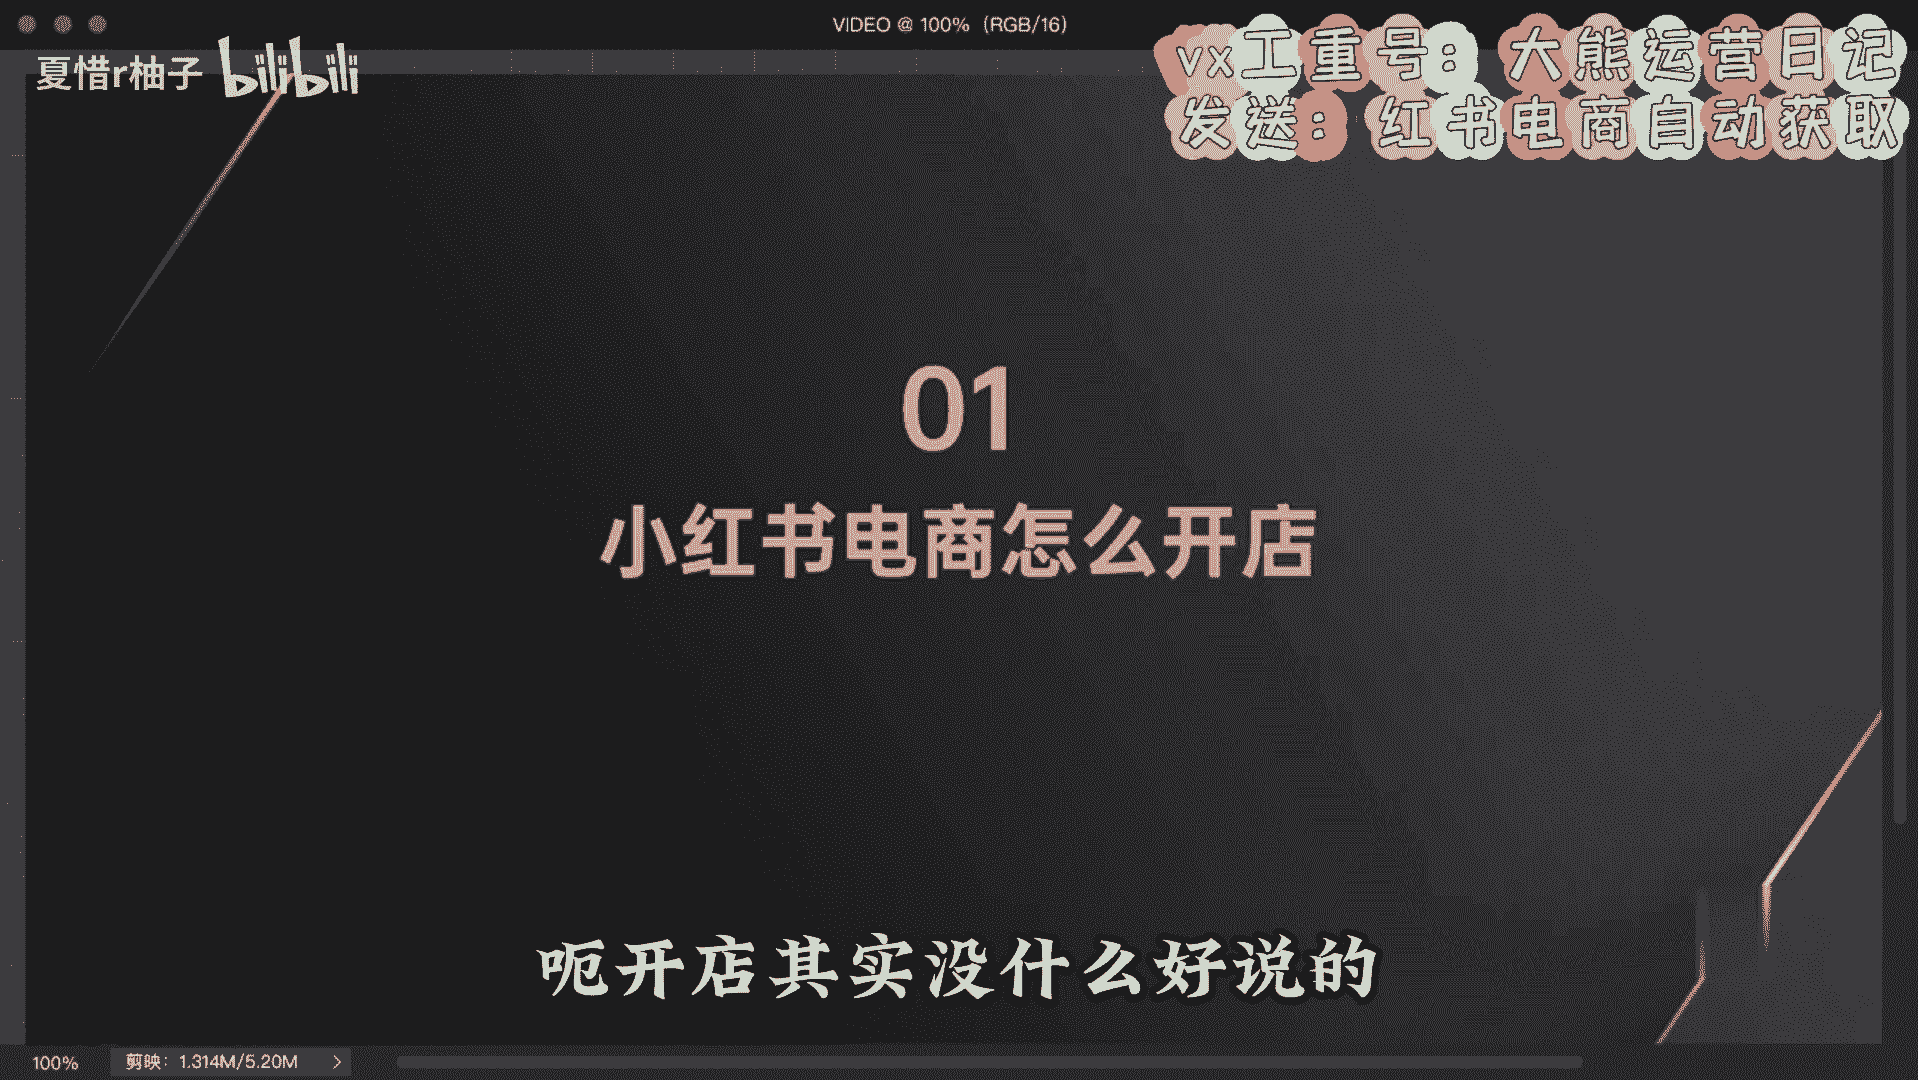 VIDEO @ 100% (RGB/16)
夏惜r柚子 bilibili
vx工重号：大熊运营日记
发送：红书电商自动获取
01
小红书电商怎么开店
呃开店其实没什么好说的
100% 剪映：1.314M/5.20M >